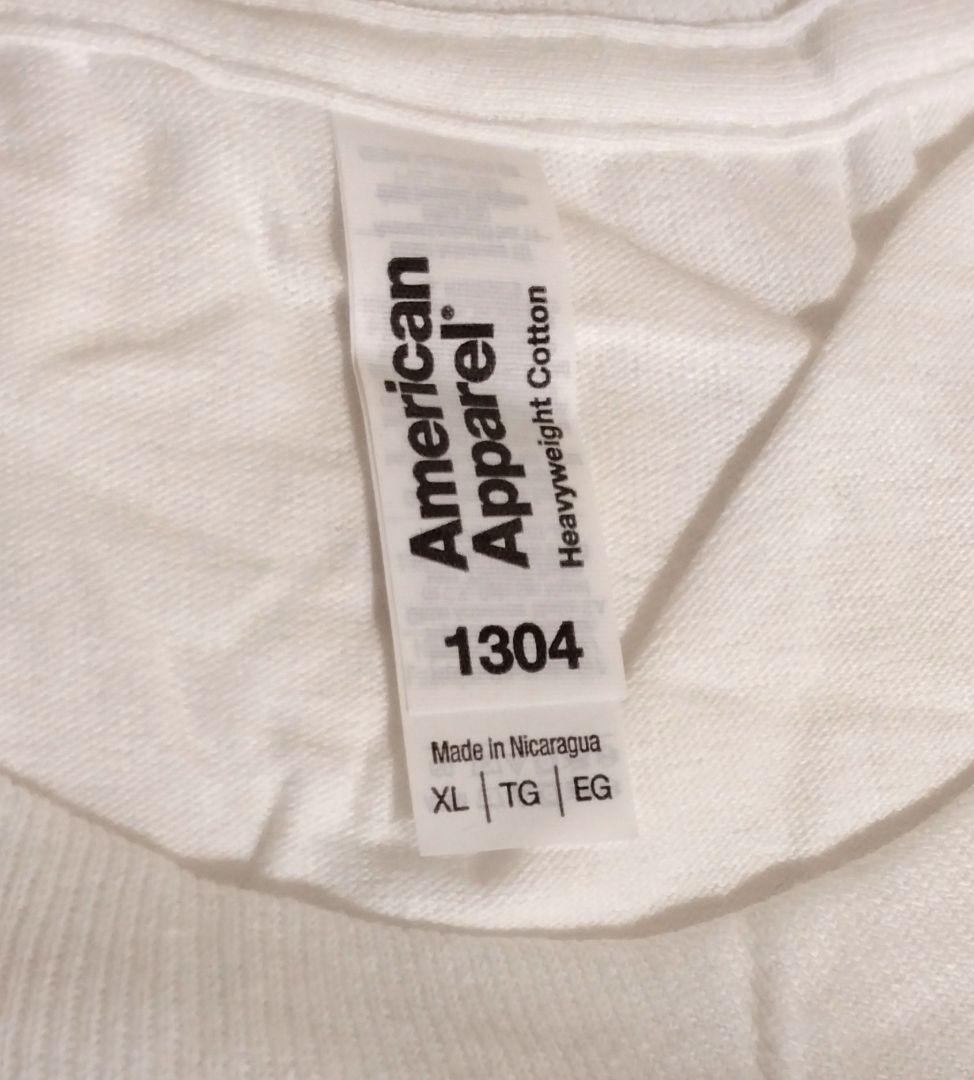 American
Apparel®
Heavyweight Cotton
1304
Made in Nicaragua
XL | TG | EG